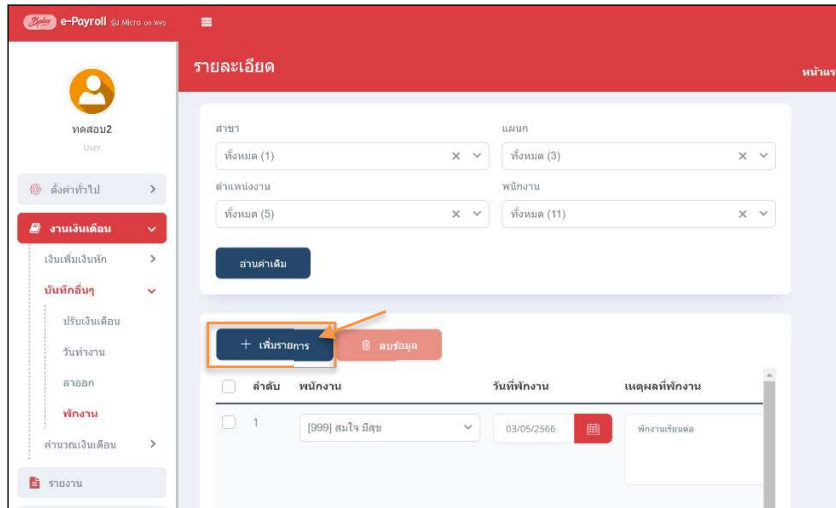 Bplus e-Payroll รุ่น Micro on Web
รายละเอียด
หน้าแร
ทดสอบ2
User
ตั้งค่าทั่วไป
งานเงินเดือน
เงินเพิ่มเงินหัก
บันทึกอื่นๆ
ปรับเงินเดือน
วันทำงาน
ลาออก
พักงาน
คำนวณเงินเดือน
รายงาน
สาขา แผนก
ทั้งหมด (1) ทั้งหมด (3)
ตำแหน่งงาน พนักงาน
ทั้งหมด (5) ทั้งหมด (11)
อ่านค่าเดิม
เพิ่มรายการ ลบข้อมูล
ลำดับ พนักงาน วันที่พักงาน เหตุผลที่พักงาน
1 [999] สมใจ มีสุข 03/05/2566 พักงานเรียนต่อ